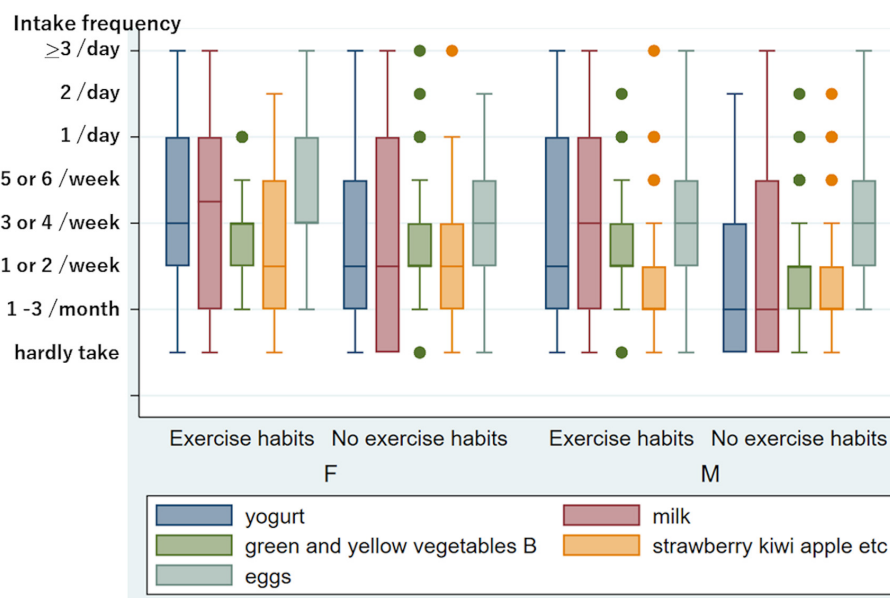 Intake frequency
≥3 /day
2 /day
1 /day
5 or 6 /week
3 or 4 /week
1 or 2 /week
1 -3 /month
hardly take
Exercise habits No exercise habits Exercise habits No exercise habits
F M
yogurt milk
green and yellow vegetables B strawberry kiwi apple etc
eggs